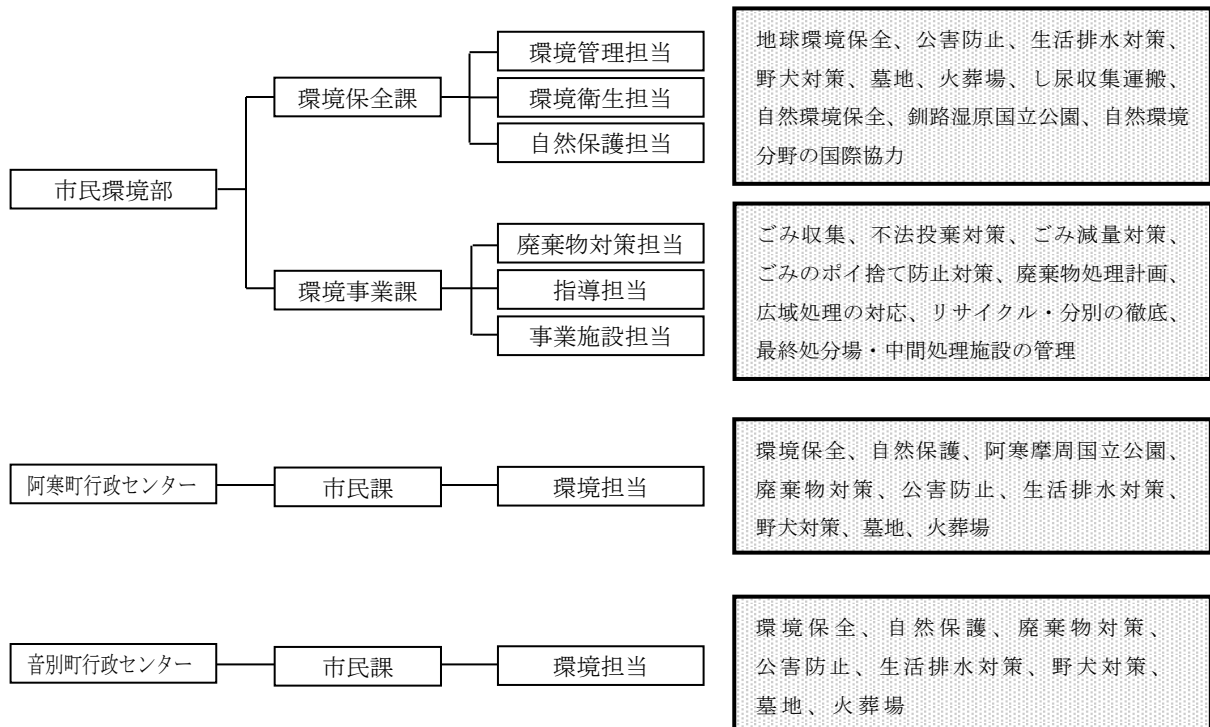 市民環境部
環境保全課
環境管理担当
環境衛生担当
自然保護担当
地球環境保全、公害防止、生活排水対策、
野犬対策、墓地、火葬場、し尿収集運搬、
自然環境保全、釧路湿原国立公園、自然環境
分野の国際協力
環境事業課
廃棄物対策担当
指導担当
事業施設担当
ごみ収集、不法投棄対策、ごみ減量対策、
ごみのポイ捨て防止対策、廃棄物処理計画、
広域処理の対応、リサイクル・分別の徹底、
最終処分場・中間処理施設の管理
阿寒町行政センター
市民課
環境担当
環境保全、自然保護、阿寒摩周国立公園、
廃棄物対策、公害防止、生活排水対策、
野犬対策、墓地、火葬場
音別町行政センター
市民課
環境担当
環境保全、自然保護、廃棄物対策、
公害防止、生活排水対策、野犬対策、
墓地、火葬場